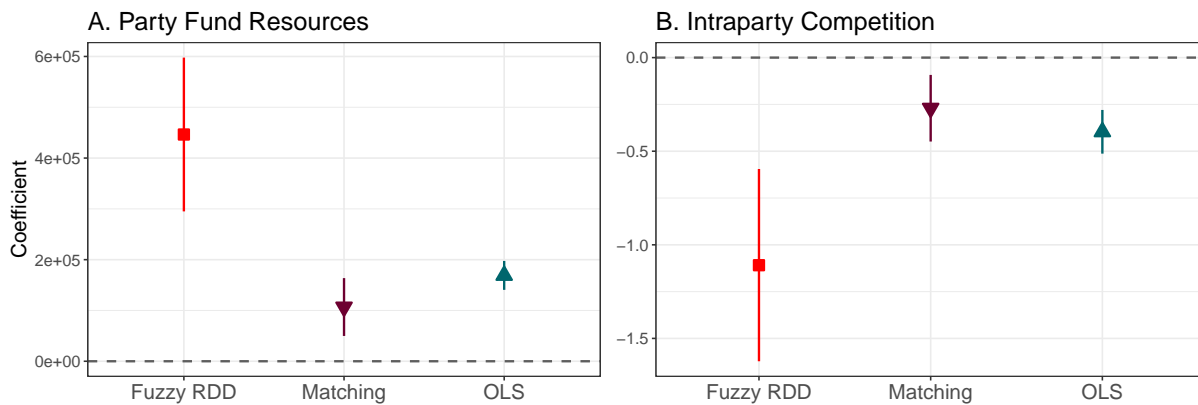 A. Party Fund Resources
6e+05
4e+05
2e+05
0e+00
Coefficient
Fuzzy RDD
Matching
OLS
B. Intraparty Competition
0.0
−0.5
−1.0
−1.5
Fuzzy RDD
Matching
OLS